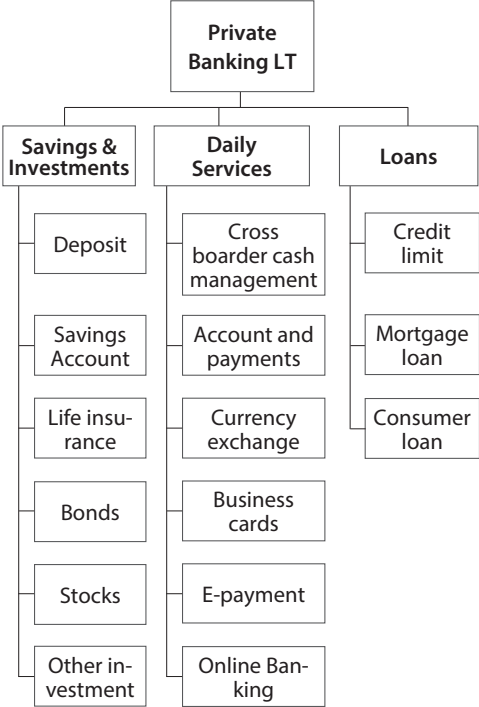 Private
Banking LT
Savings &
Investments
Daily
Services
Loans
Deposit
Savings
Account
Life insu-
rance
Bonds
Stocks
Other in-
vestment
Cross
boarder cash
management
Account and
payments
Currency
exchange
Business
cards
E-payment
Online Ban-
king
Credit
limit
Mortgage
loan
Consumer
loan